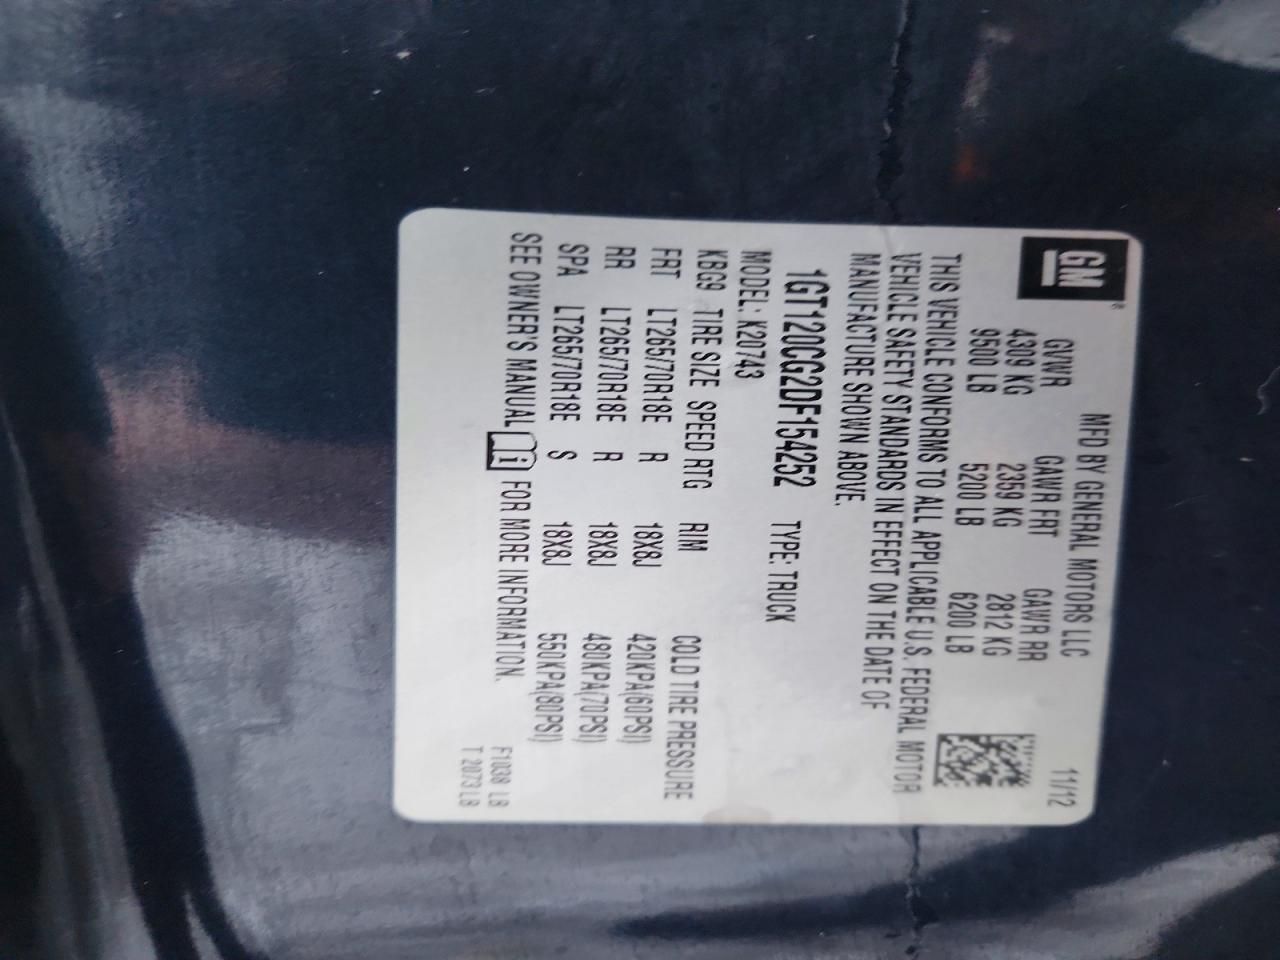 GM
MFD BY GENERAL MOTORS LLC 11/12
GVWR GAWR FRT GAWR RR
4309 KG 2359 KG 2812 KG
9500 LB 5200 LB 6200 LB
THIS VEHICLE CONFORMS TO ALL APPLICABLE U.S. FEDERAL MOTOR
VEHICLE SAFETY STANDARDS IN EFFECT ON THE DATE OF
MANUFACTURE SHOWN ABOVE.
1GT120CG2DF154252 TYPE: TRUCK
MODEL: K20743
KBG9 TIRE SIZE SPEED RTG RIM COLD TIRE PRESSURE
FRT LT265/70R18E R 18X8J 420KPA(60PSI)
RR LT265/70R18E R 18X8J 480KPA(70PSI)
SPA LT265/70R18E S 18X8J 550KPA(80PSI)
SEE OWNER'S MANUAL FOR MORE INFORMATION.
F1038 LB
T 2073LB